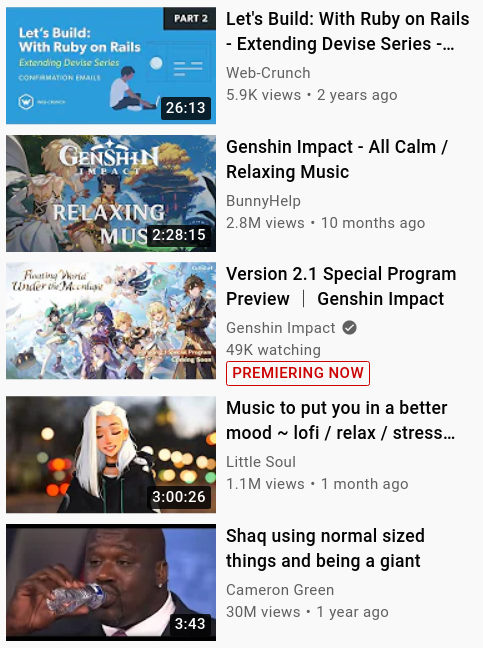 PART 2
Let's Build:
With Ruby on Rails
Extending Devise Series
CONFIRMATION EMAILS
WEB-CRUNCH
26:13
Let's Build: With Ruby on Rails
- Extending Devise Series -...
Web-Crunch
5.9K views • 2 years ago
GENSHIN
IMPACT
RELAXING
MUS
2:28:15
Genshin Impact - All Calm /
Relaxing Music
BunnyHelp
2.8M views • 10 months ago
Floating World
Under the Moonlight
Special Program
Coming Soon
Version 2.1 Special Program
Preview ｜ Genshin Impact
Genshin Impact
49K watching
PREMIERING NOW
3:00:26
Music to put you in a better
mood ~ lofi / relax / stress...
Little Soul
1.1M views • 1 month ago
3:43
Shaq using normal sized
things and being a giant
Cameron Green
30M views • 1 year ago